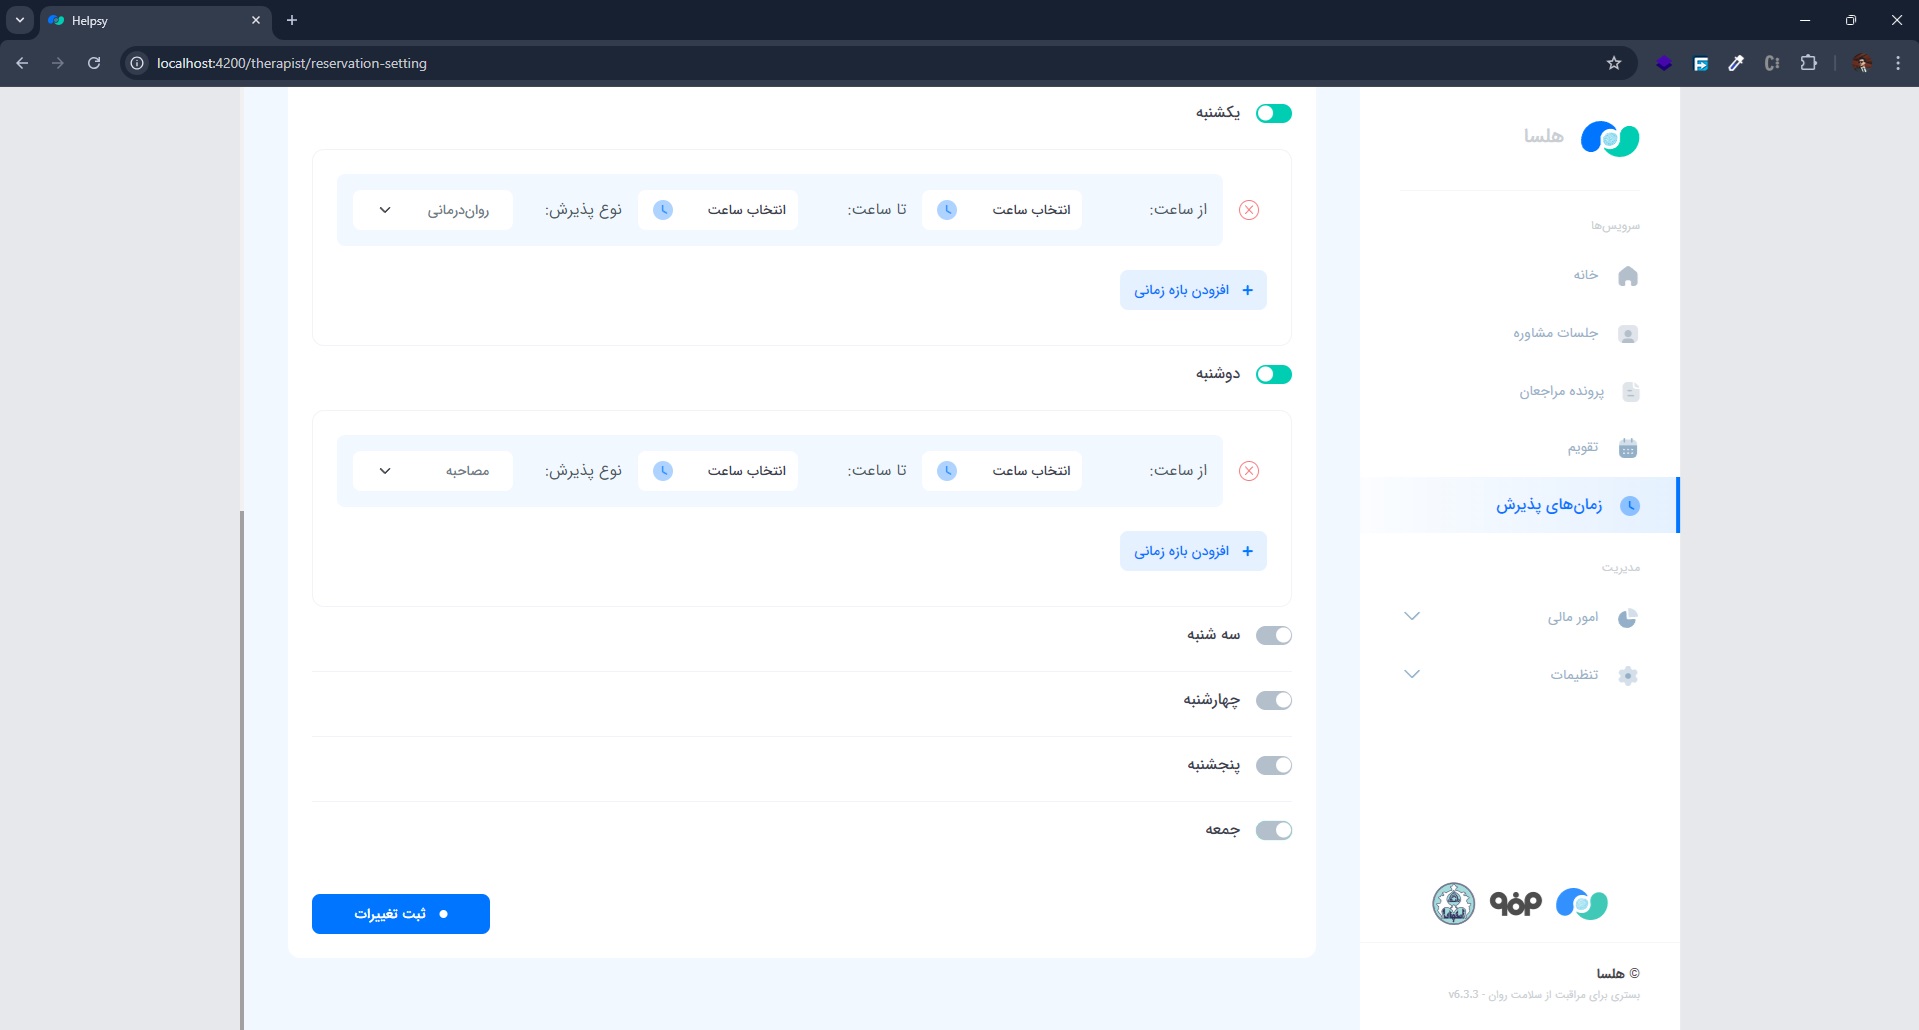 Helpsy
localhost:4200/therapist/reservation-setting
هلسا
سرویس‌ها
خانه
جلسات مشاوره
پرونده مراجعان
تقویم
زمان‌های پذیرش
مدیریت
امور مالی
تنظیمات
© هلسا
بستری برای مراقبت از سلامت روان - v6.3.3
یکشنبه
از ساعت: انتخاب ساعت تا ساعت: انتخاب ساعت نوع پذیرش: روان‌درمانی
+ افزودن بازه زمانی
دوشنبه
از ساعت: انتخاب ساعت تا ساعت: انتخاب ساعت نوع پذیرش: مصاحبه
+ افزودن بازه زمانی
سه شنبه
چهارشنبه
پنجشنبه
جمعه
ثبت تغییرات